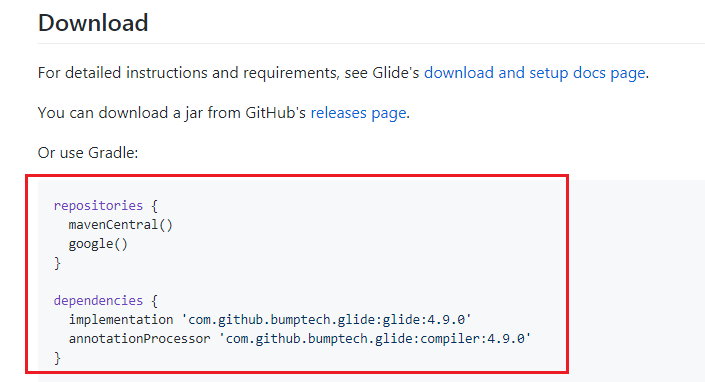 Download
For detailed instructions and requirements, see Glide's download and setup docs page.
You can download a jar from GitHub's releases page.
Or use Gradle:
repositories {
  mavenCentral()
  google()
}
dependencies {
  implementation 'com.github.bumptech.glide:glide:4.9.0'
  annotationProcessor 'com.github.bumptech.glide:compiler:4.9.0'
}